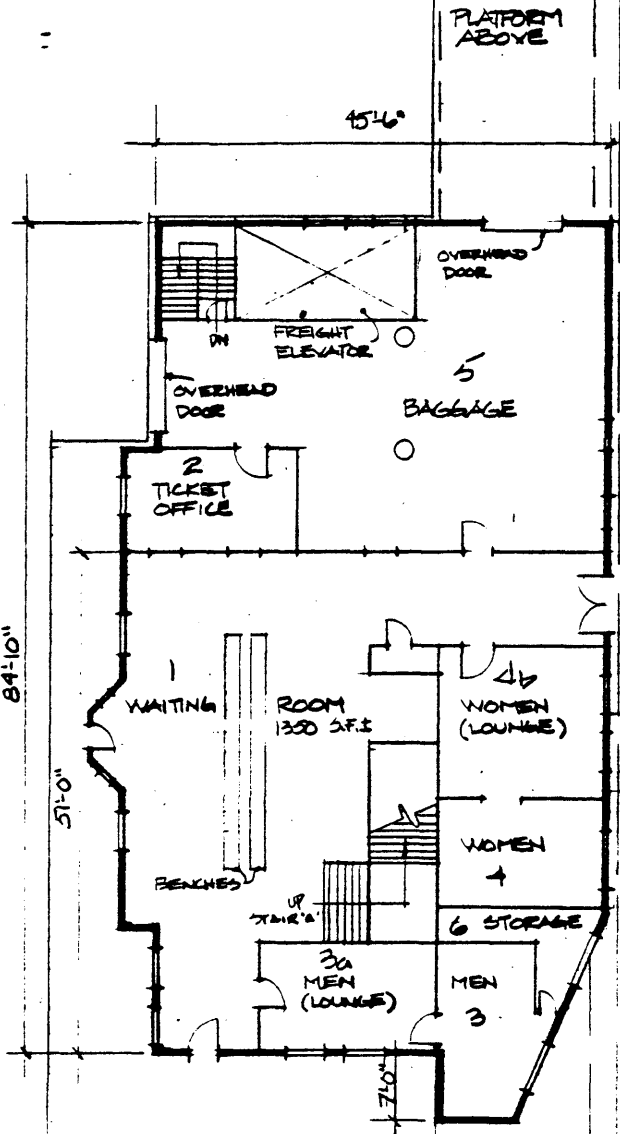 PLATFORM
ABOVE
45'-6"
OVERHEAD
DOOR
DN
FREIGHT
ELEVATOR
5
BAGGAGE
OVERHEAD
DOOR
2
TICKET
OFFICE
84'-10"
51'-0"
1
WAITING ROOM
1350 S.F.±
4A
WOMEN
(LOUNGE)
WOMEN
4
BENCHES
UP
STAIR 'A'
6 STORAGE
3a
MEN
(LOUNGE)
MEN
3
7'-0"